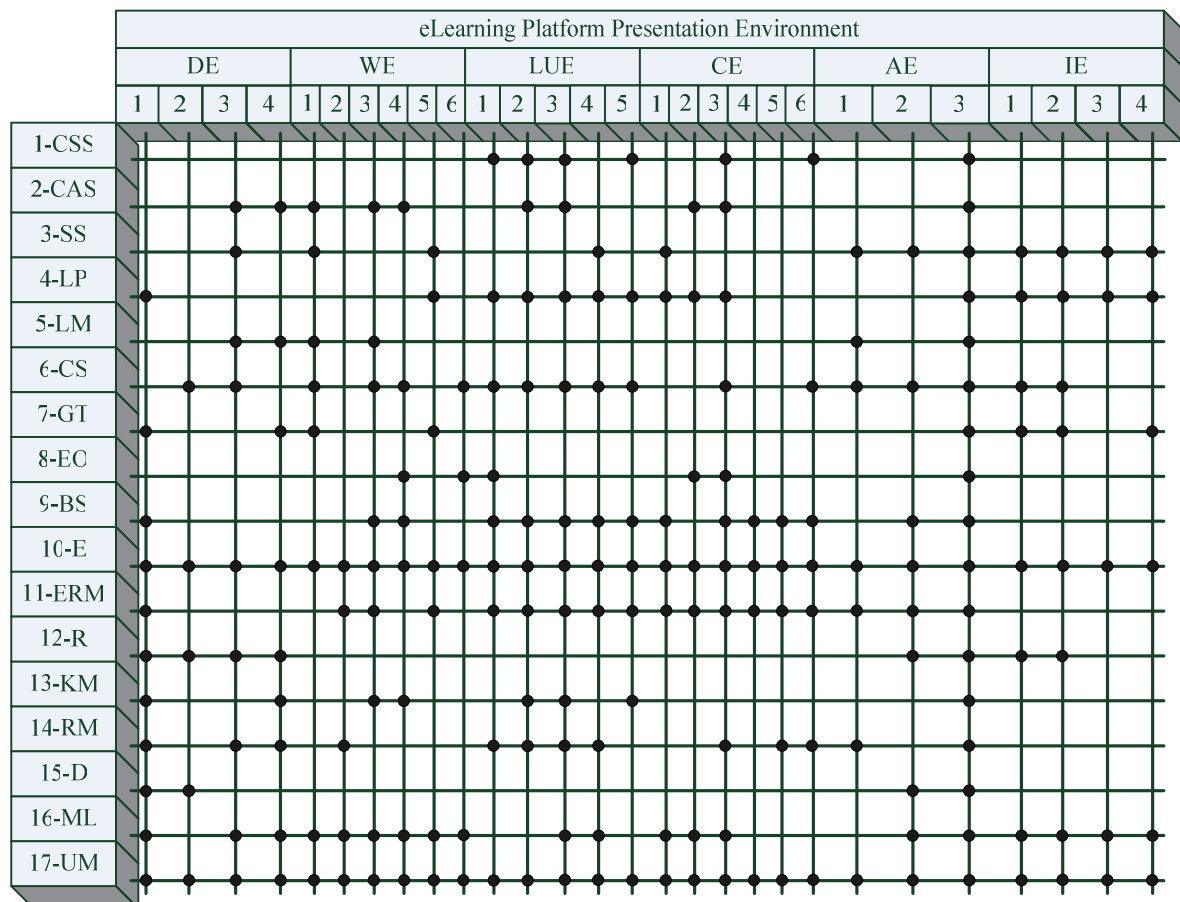 eLearning Platform Presentation Environment
DE WE LUE CE AE IE
1 2 3 4 1 2 3 4 5 6 1 2 3 4 5 1 2 3 4 5 6 1 2 3 1 2 3 4
1-CSS
2-CAS
3-SS
4-LP
5-LM
6-CS
7-GT
8-EO
9-BS
10-E
11-ERM
12-R
13-KM
14-RM
15-D
16-ML
17-UM